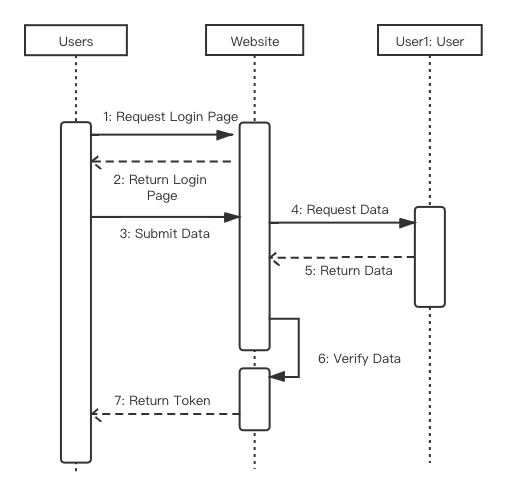 Users
Website
User1: User
1: Request Login Page
2: Return Login
Page
3: Submit Data
4: Request Data
5: Return Data
6: Verify Data
7: Return Token